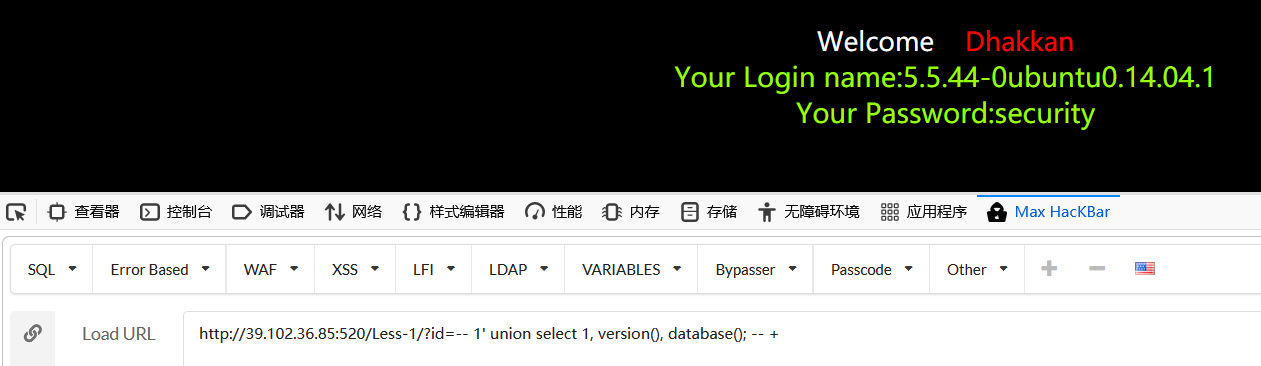 Welcome Dhakkan
Your Login name:5.5.44-0ubuntu0.14.04.1
Your Password:security
查看器 控制台 调试器 网络 样式编辑器 性能 内存 存储 无障碍环境 应用程序 Max HacKBar
SQL Error Based WAF XSS LFI LDAP VARIABLES Bypasser Passcode Other
Load URL http://39.102.36.85:520/Less-1/?id=-- 1' union select 1, version(), database(); -- +